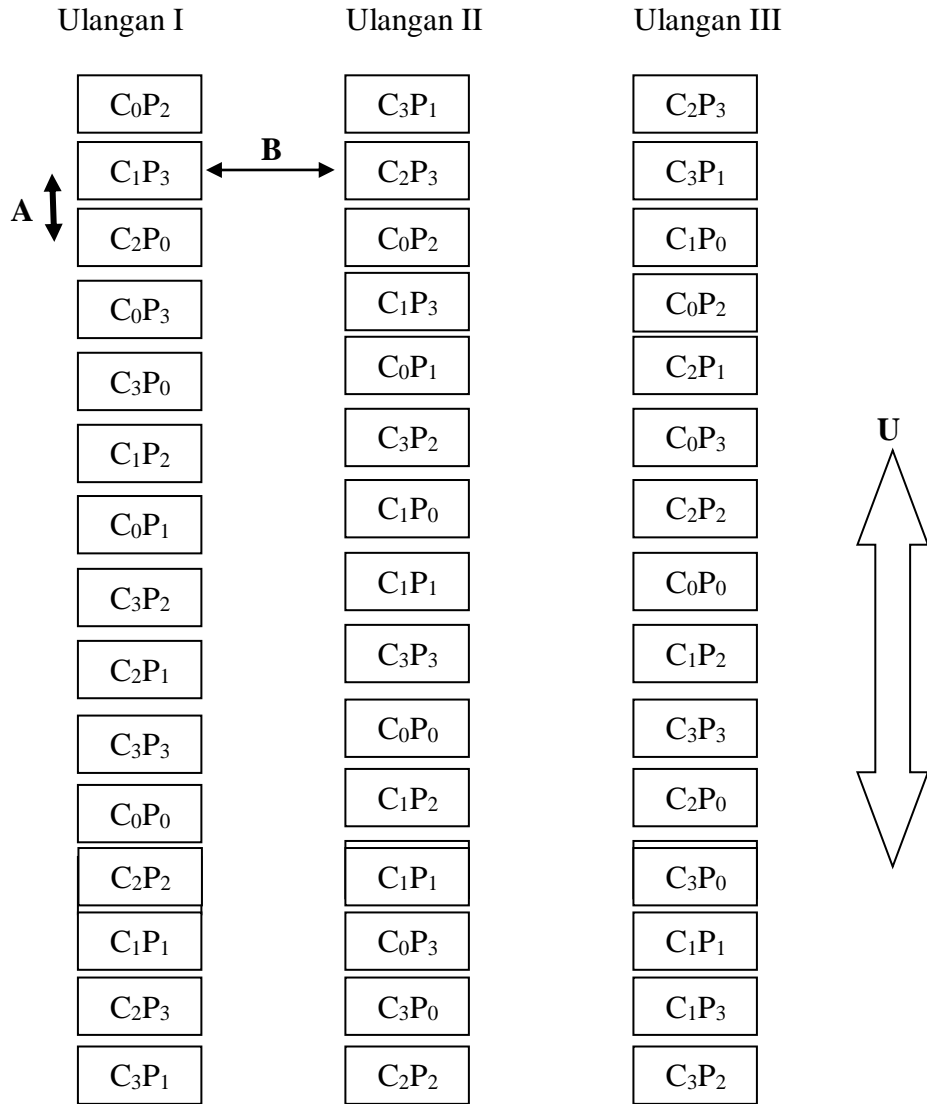 Ulangan I Ulangan II Ulangan III
C₀P₂ C₃P₁ C₂P₃
B
C₁P₃ C₂P₃ C₃P₁
A
C₂P₀ C₀P₂ C₁P₀
C₀P₃ C₁P₃ C₀P₂
C₃P₀ C₀P₁ C₂P₁
U
C₁P₂ C₃P₂ C₀P₃
C₀P₁ C₁P₀ C₂P₂
C₃P₂ C₁P₁ C₀P₀
C₂P₁ C₃P₃ C₁P₂
C₃P₃ C₀P₀ C₃P₃
C₀P₀ C₁P₂ C₂P₀
C₂P₂ C₁P₁ C₃P₀
C₁P₁ C₀P₃ C₁P₁
C₂P₃ C₃P₀ C₁P₃
C₃P₁ C₂P₂ C₃P₂